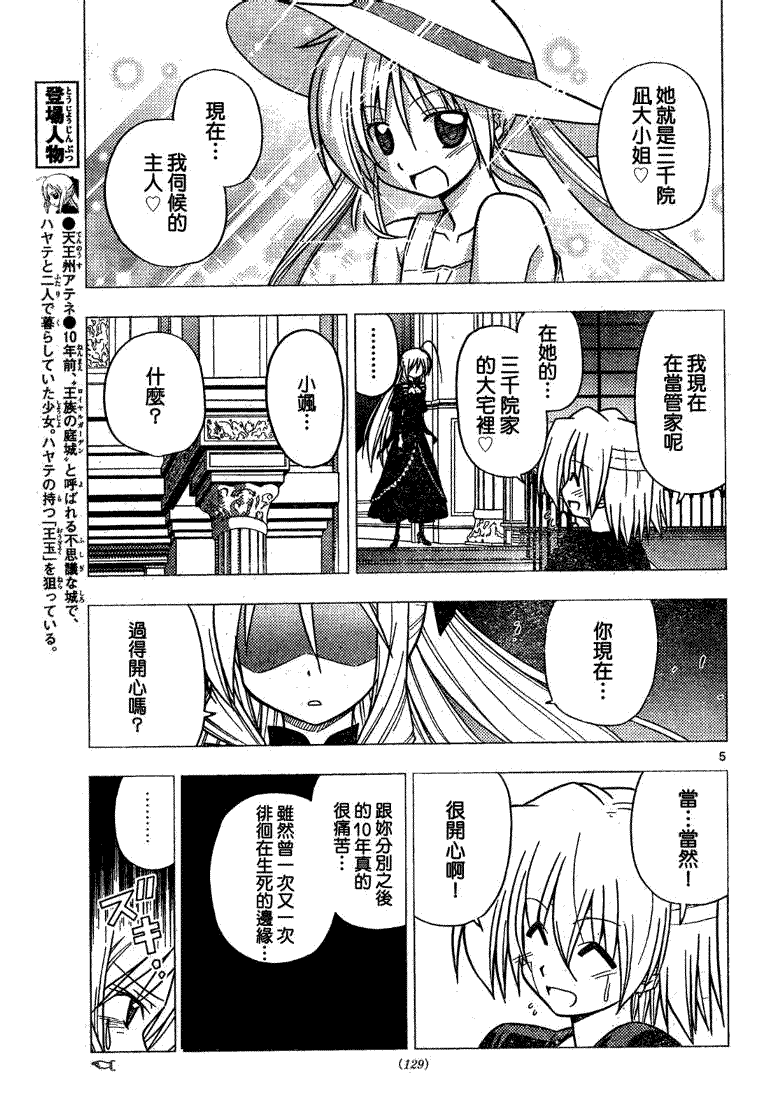 她就是三千院
凪大小姐♡
現在…
我伺候的
主人♡
我現在
在當管家呢
在她的…
三千院家
的大宅裡♡
………
小颯…
什麼？
你現在…
過得開心嗎？
5
當…當然！
很開心啊！
跟妳分別之後
的10年真的
很痛苦…
雖然曾一次又一次
徘徊在生死的邊緣…
………
ズキ…
(129)
とうじょうじんぶつ
登場人物
●天王州アテネ●10年前、〝王族の庭城〟と呼ばれる不思議な城で、
ハヤテと二人で暮らしていた少女。ハヤテの持つ「王玉」を狙っている。